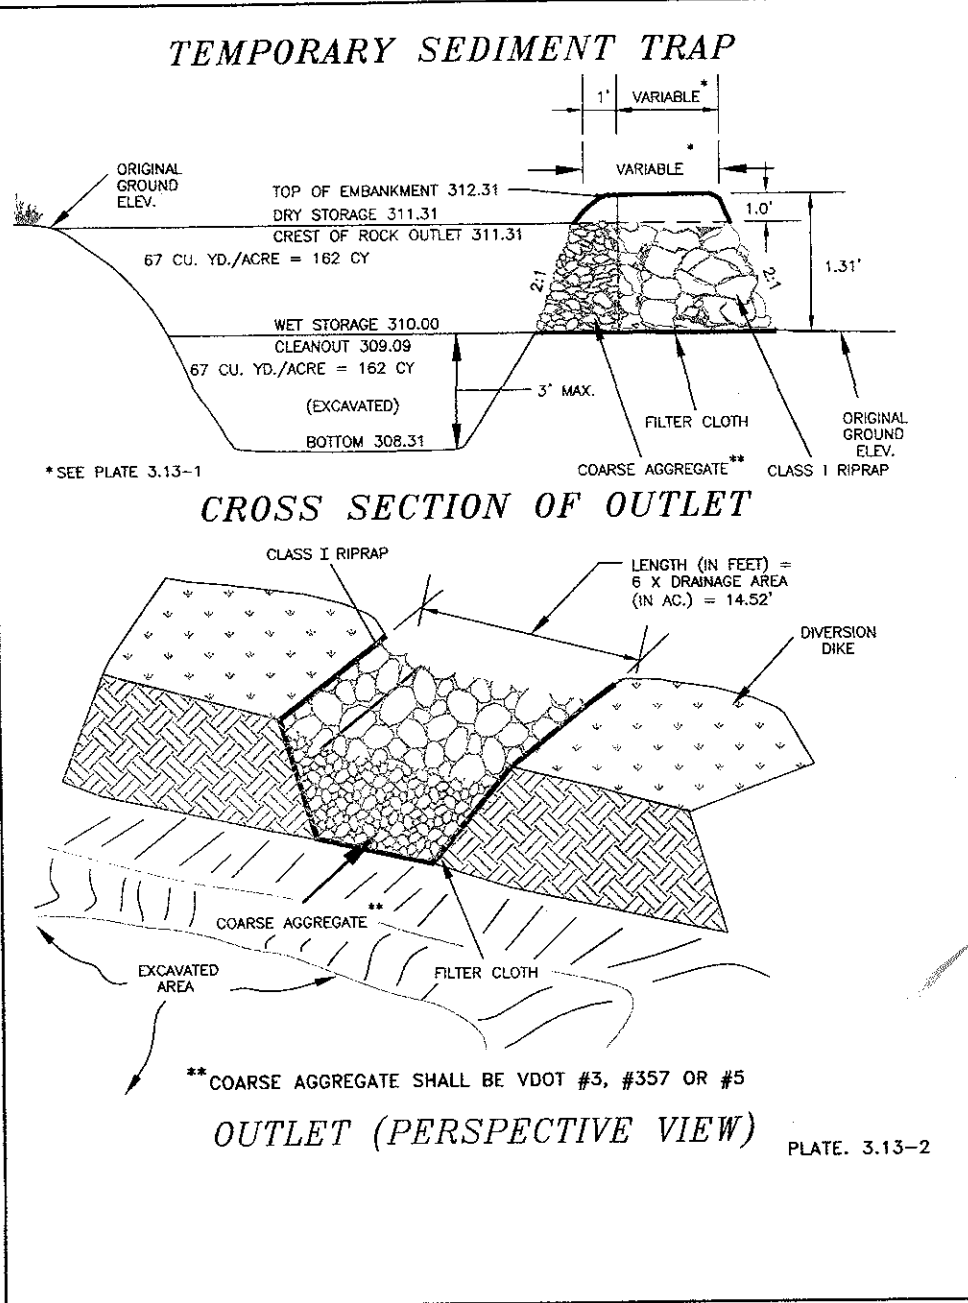 TEMPORARY SEDIMENT TRAP
1'
VARIABLE*
VARIABLE*
ORIGINAL
GROUND
ELEV.
TOP OF EMBANKMENT 312.31
DRY STORAGE 311.31
CREST OF ROCK OUTLET 311.31
67 CU. YD./ACRE = 162 CY
1.0'
1.31'
2:1
2:1
WET STORAGE 310.00
CLEANOUT 309.09
67 CU. YD./ACRE = 162 CY
(EXCAVATED)
3' MAX.
BOTTOM 308.31
FILTER CLOTH
ORIGINAL
GROUND
ELEV.
*SEE PLATE 3.13-1
COARSE AGGREGATE**
CLASS I RIPRAP
CROSS SECTION OF OUTLET
CLASS I RIPRAP
LENGTH (IN FEET) =
6 X DRAINAGE AREA
(IN AC.) = 14.52'
DIVERSION
DIKE
COARSE AGGREGATE**
FILTER CLOTH
EXCAVATED
AREA
**COARSE AGGREGATE SHALL BE VDOT #3, #357 OR #5
OUTLET (PERSPECTIVE VIEW)
PLATE. 3.13-2